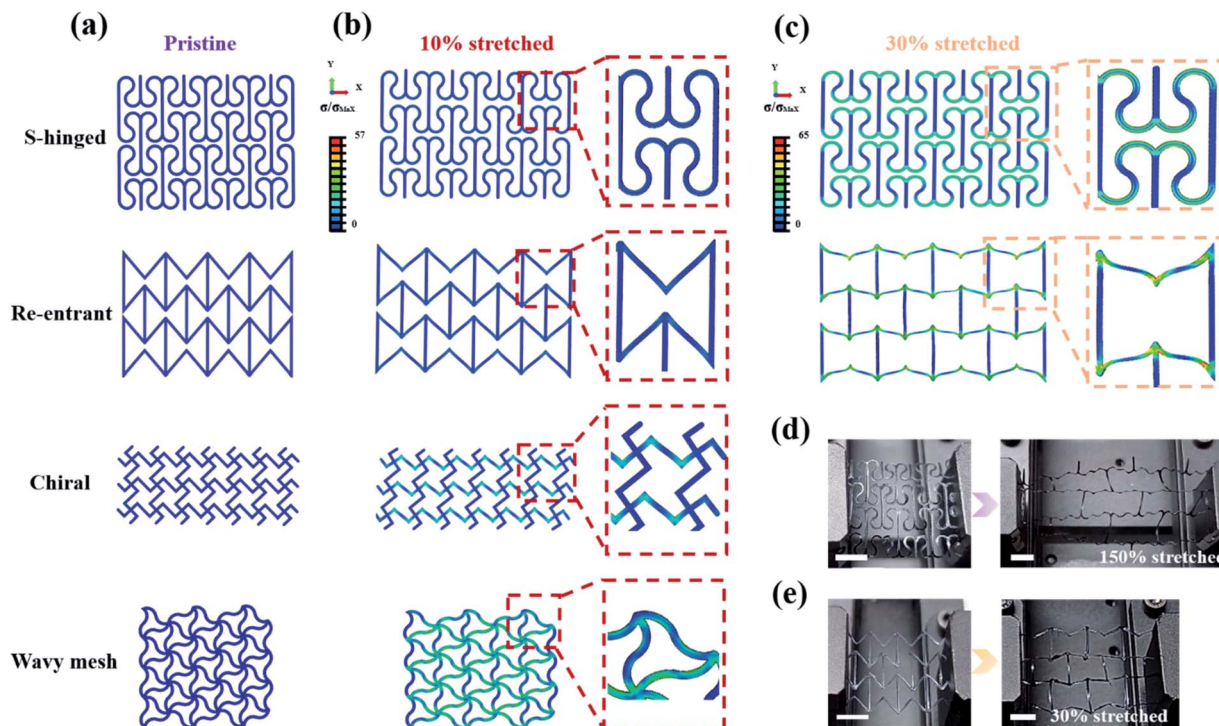 (a)
Pristine
(b)
10% stretched
(c)
30% stretched
S-hinged
Y
X
σ/σMaX
57
0
Y
X
σ/σMaX
65
0
Re-entrant
Chiral
(d)
150% stretched
Wavy mesh
(e)
30% stretched